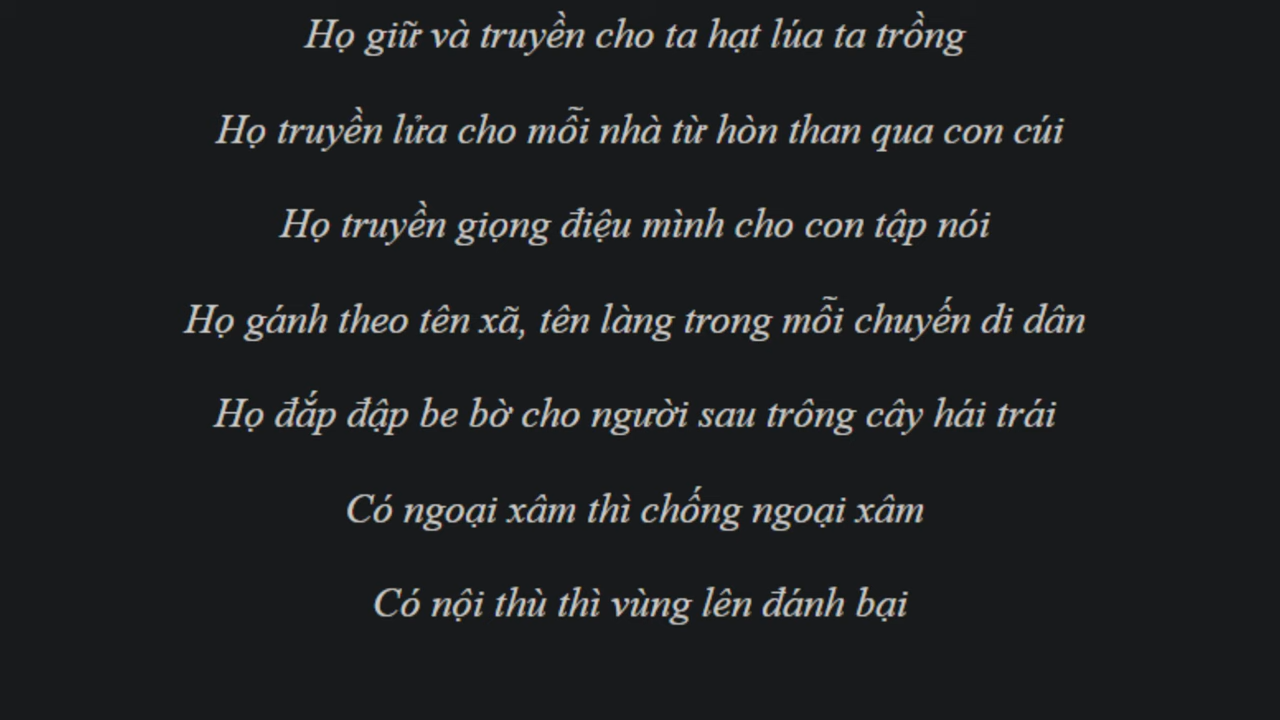 Họ giữ và truyền cho ta hạt lúa ta trồng
Họ truyền lửa cho mỗi nhà từ hòn than qua con cúi
Họ truyền giọng điệu mình cho con tập nói
Họ gánh theo tên xã, tên làng trong mỗi chuyến di dân
Họ đắp đập be bờ cho người sau trông cây hái trái
Có ngoại xâm thì chống ngoại xâm
Có nội thù thì vùng lên đánh bại